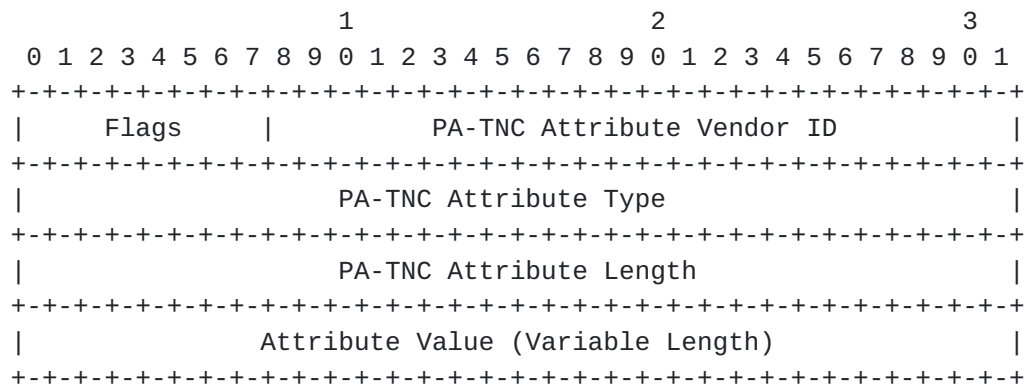 1                   2                   3
 0 1 2 3 4 5 6 7 8 9 0 1 2 3 4 5 6 7 8 9 0 1 2 3 4 5 6 7 8 9 0 1
+-+-+-+-+-+-+-+-+-+-+-+-+-+-+-+-+-+-+-+-+-+-+-+-+-+-+-+-+-+-+-+-+
|     Flags     |          PA-TNC Attribute Vendor ID           |
+-+-+-+-+-+-+-+-+-+-+-+-+-+-+-+-+-+-+-+-+-+-+-+-+-+-+-+-+-+-+-+-+
|                    PA-TNC Attribute Type                      |
+-+-+-+-+-+-+-+-+-+-+-+-+-+-+-+-+-+-+-+-+-+-+-+-+-+-+-+-+-+-+-+-+
|                    PA-TNC Attribute Length                    |
+-+-+-+-+-+-+-+-+-+-+-+-+-+-+-+-+-+-+-+-+-+-+-+-+-+-+-+-+-+-+-+-+
|               Attribute Value (Variable Length)               |
+-+-+-+-+-+-+-+-+-+-+-+-+-+-+-+-+-+-+-+-+-+-+-+-+-+-+-+-+-+-+-+-+